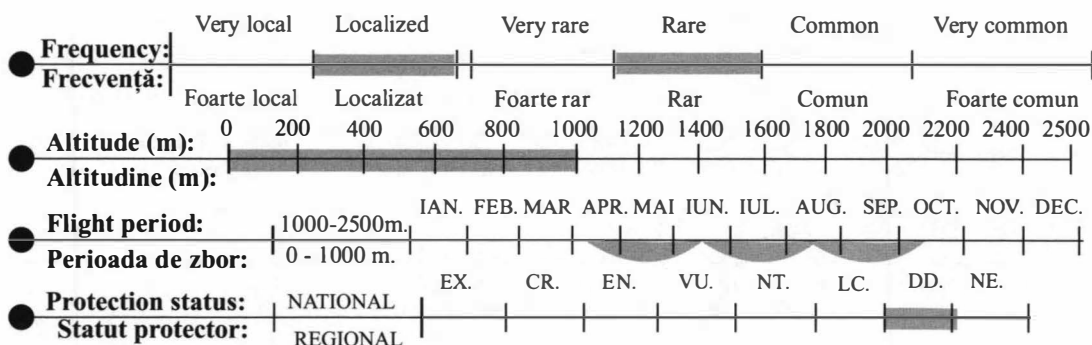 Very local Localized Very rare Rare Common Very common
Frequency:
Frecvență:
Foarte local Localizat Foarte rar Rar Comun Foarte comun
0 200 400 600 800 1000 1200 1400 1600 1800 2000 2200 2400 2500
Altitude (m):
Altitudine (m):
IAN. FEB. MAR APR. MAI IUN. IUL. AUG. SEP. OCT. NOV. DEC.
Flight period: 1000-2500m.
Perioada de zbor: 0 - 1000 m.
EX. CR. EN. VU. NT. LC. DD. NE.
Protection status: NATIONAL
Statut protector: REGIONAL